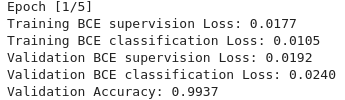 Epoch [1/5]
Training BCE supervision Loss: 0.0177
Training BCE classification Loss: 0.0105
Validation BCE supervision Loss: 0.0192
Validation BCE classification Loss: 0.0240
Validation Accuracy: 0.9937